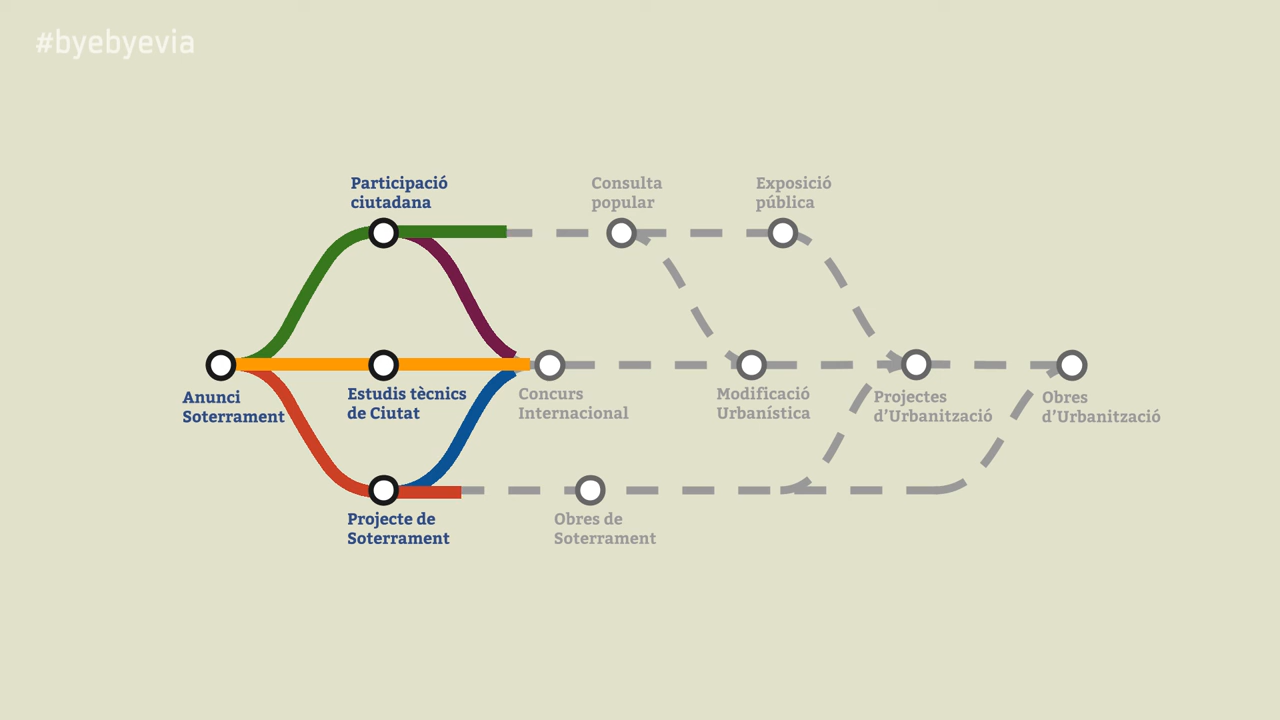 #byebyevia
Participació
ciutadana
Consulta
popular
Exposició
pública
Anunci
Soterrament
Estudis tècnics
de Ciutat
Concurs
Internacional
Modificació
Urbanística
Projectes
d’Urbanització
Obres
d’Urbanització
Projecte de
Soterrament
Obres de
Soterrament